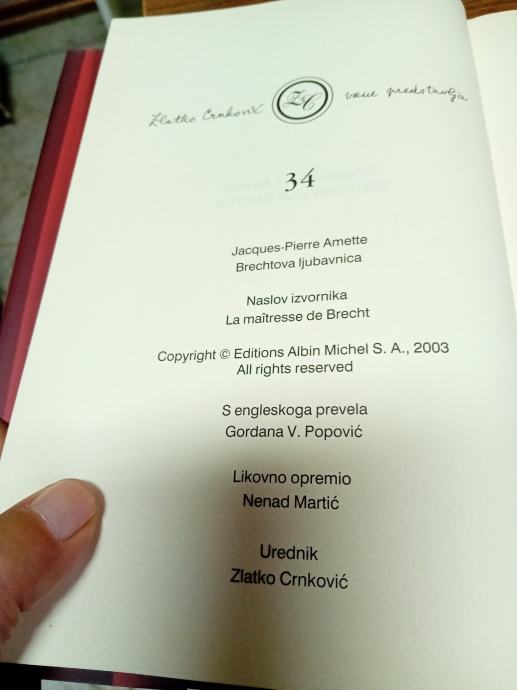 Zlatko Crnković ZC vam predstavlja
34
Jacques-Pierre Amette
Brechtova ljubavnica
Naslov izvornika
La maîtresse de Brecht
Copyright © Editions Albin Michel S. A., 2003
All rights reserved
S engleskoga prevela
Gordana V. Popović
Likovno opremio
Nenad Martić
Urednik
Zlatko Crnković